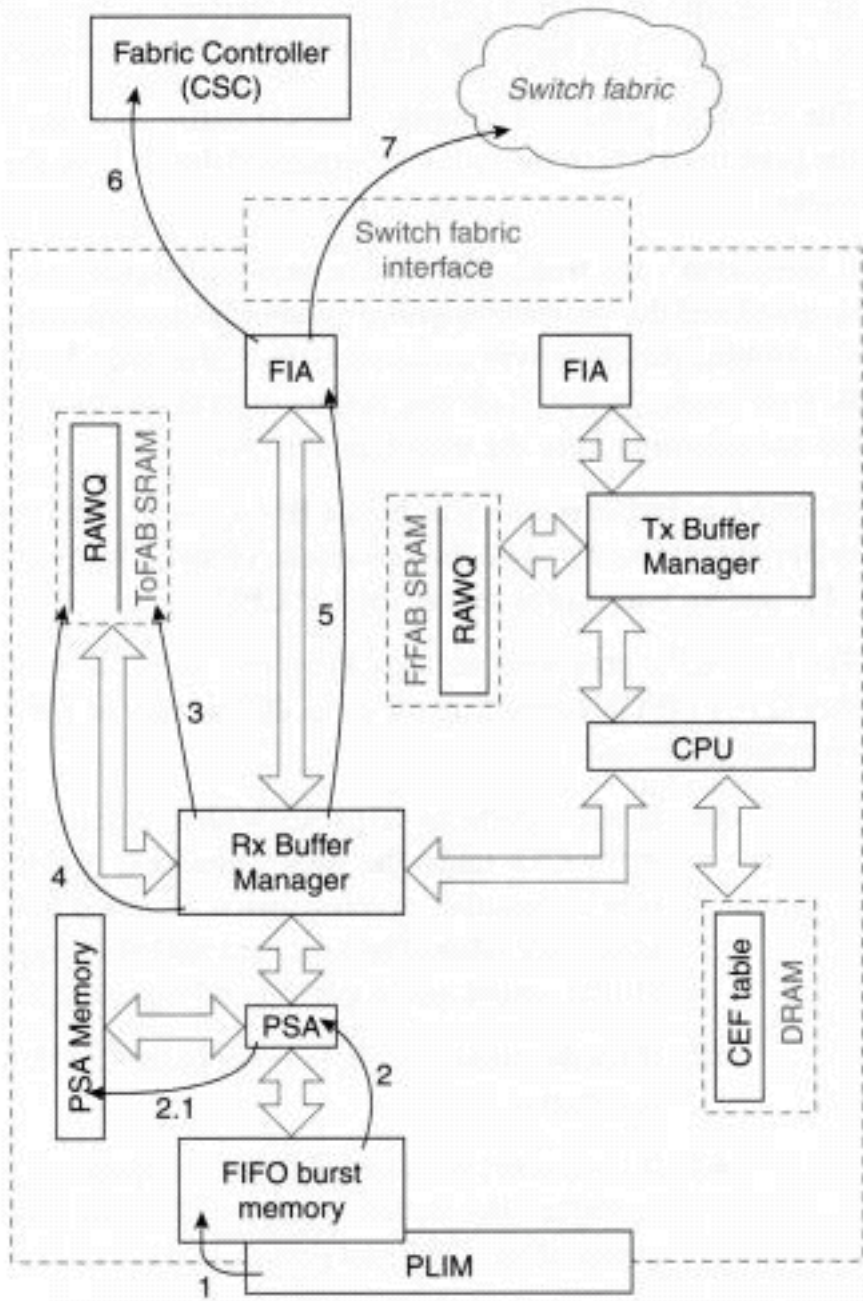 Fabric Controller
(CSC)
Switch fabric
7
6
Switch fabric
interface
FIA
FIA
RAWQ
ToFAB SRAM
5
FrFAB SRAM
RAWQ
Tx Buffer
Manager
3
CPU
Rx Buffer
Manager
4
PSA Memory
PSA
2
2.1
CEF table
DRAM
FIFO burst
memory
PLIM
1